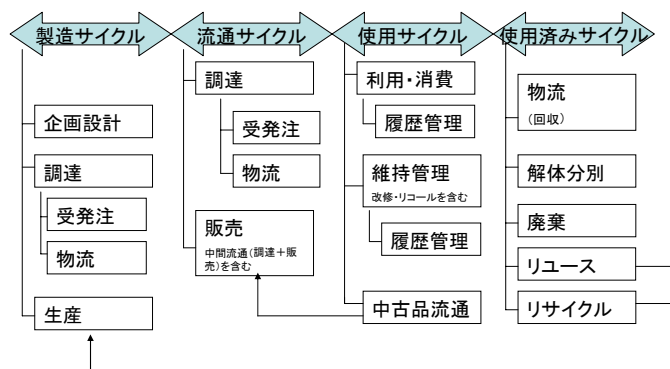 製造サイクル
流通サイクル
使用サイクル
使用済みサイクル
企画設計
調達
受発注
物流
生産
調達
受発注
物流
販売
中間流通(調達+販
売)を含む
利用・消費
履歴管理
維持管理
改修・リコールを含む
履歴管理
中古品流通
物流
(回収)
解体分別
廃棄
リユース
リサイクル